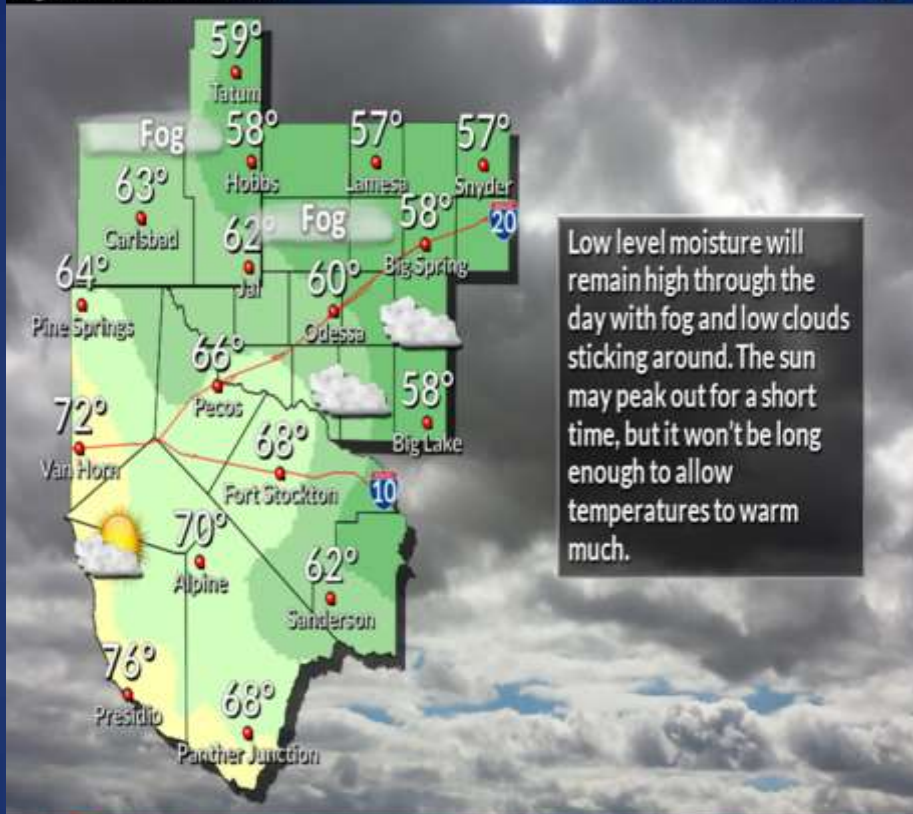 59°
Tatum
Fog
58°
Hobbs
57°
Lamesa
57°
Snyder
63°
Carlsbad
62°
Jal
Fog
58°
Big Spring
20
64°
Pine Springs
60°
Odessa
66°
Pecos
58°
Big Lake
72°
Van Horn
68°
Fort Stockton
10
70°
Alpine
62°
Sanderson
76°
Presidio
68°
Panther Junction
Low level moisture will
remain high through the
day with fog and low clouds
sticking around. The sun
may peak out for a short
time, but it won't be long
enough to allow
temperatures to warm
much.